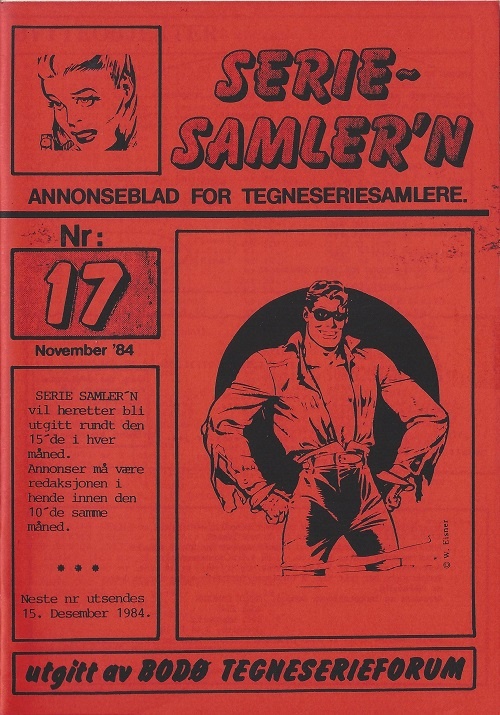 SERIE~
SAMLER'N
ANNONSEBLAD FOR TEGNESERIESAMLERE.
Nr:
17
November '84
SERIE SAMLER´N
vil heretter bli
utgitt rundt den
15´de i hver
måned.
Annonser må være
redaksjonen i
hende innen den
10´de samme
måned.
* * *
Neste nr utsendes
15. Desember 1984.
© W. Eisner
utgitt av BODØ TEGNESERIEFORUM